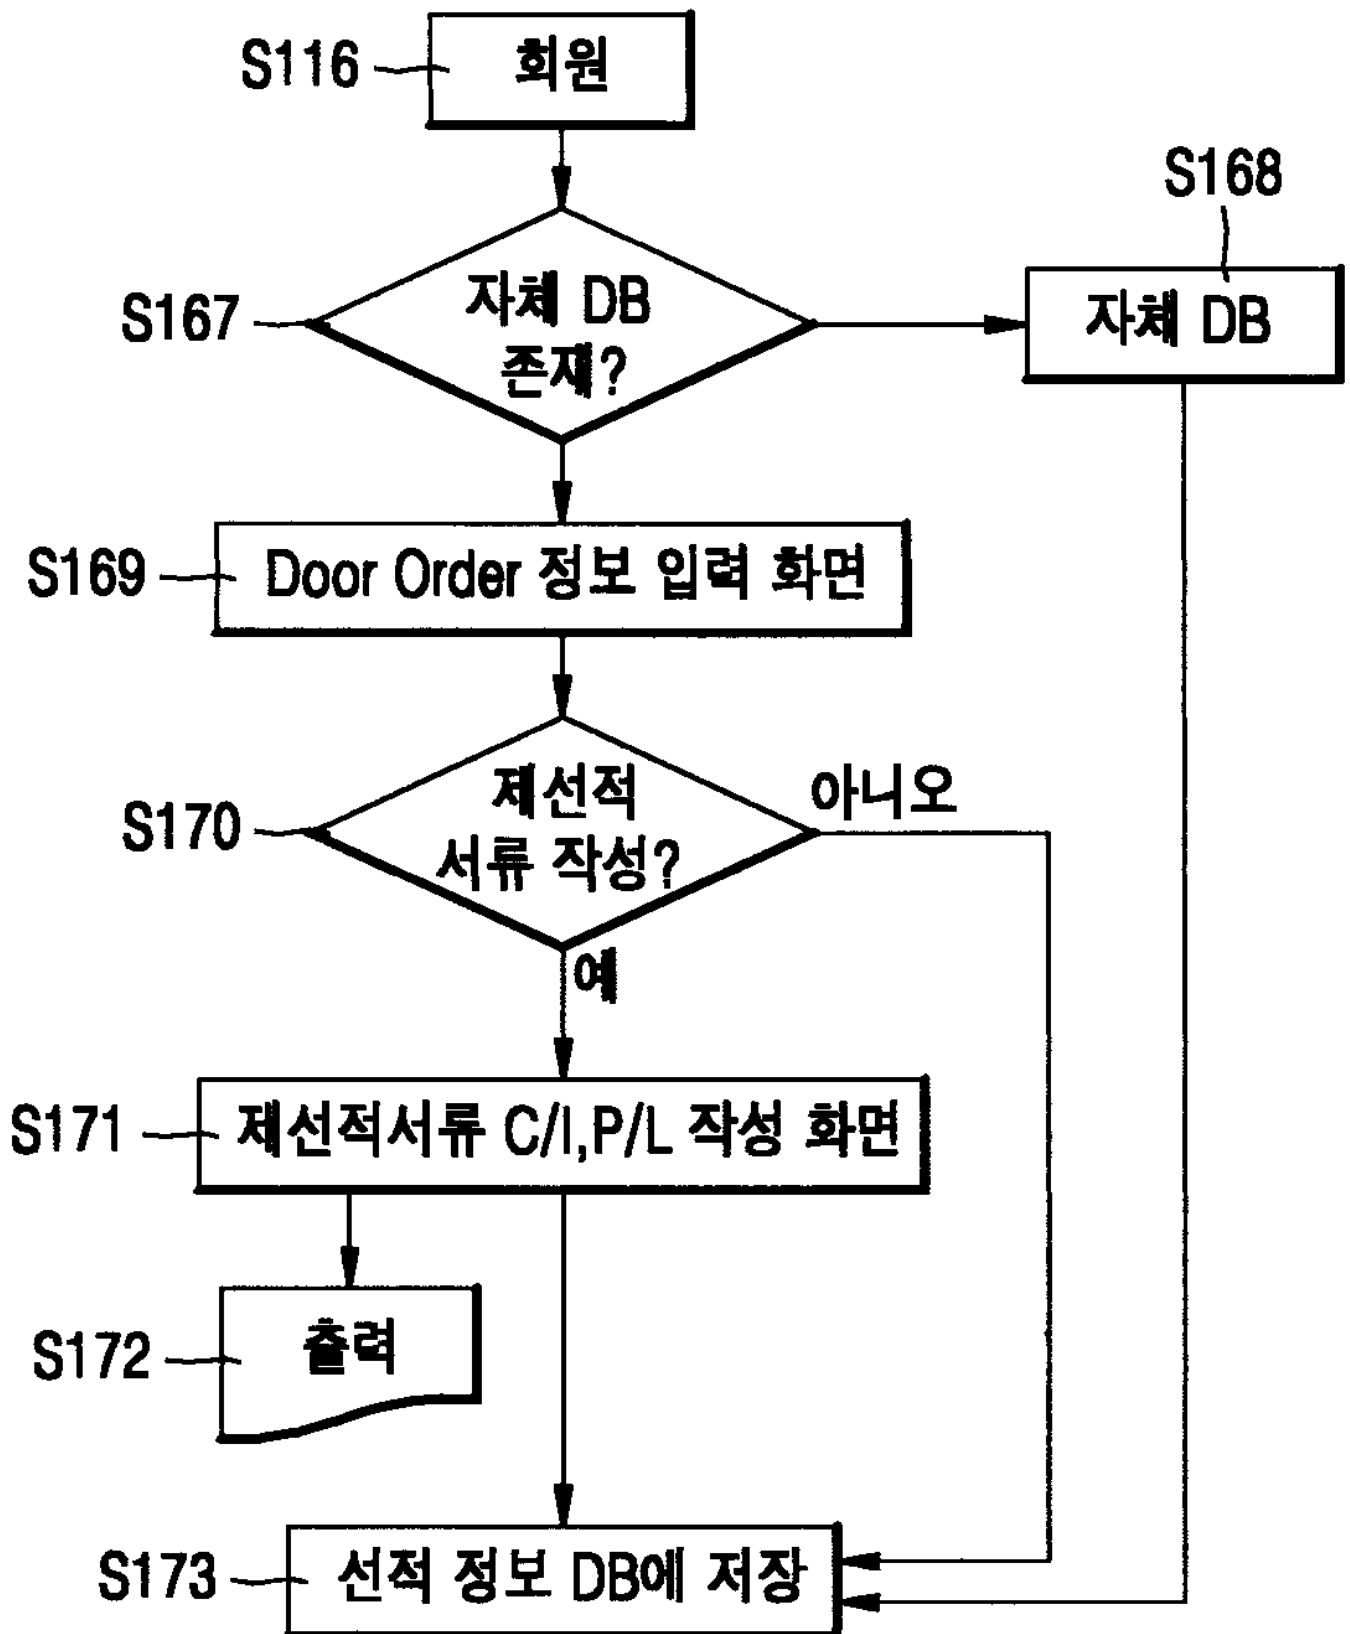 S116
회원
S168
S167
자체 DB
존재?
자체 DB
S169
Door Order 정보 입력 화면
S170
제선적
서류 작성?
아니오
예
S171
제선적서류 C/I,P/L 작성 화면
S172
출력
S173
선적 정보 DB에 저장